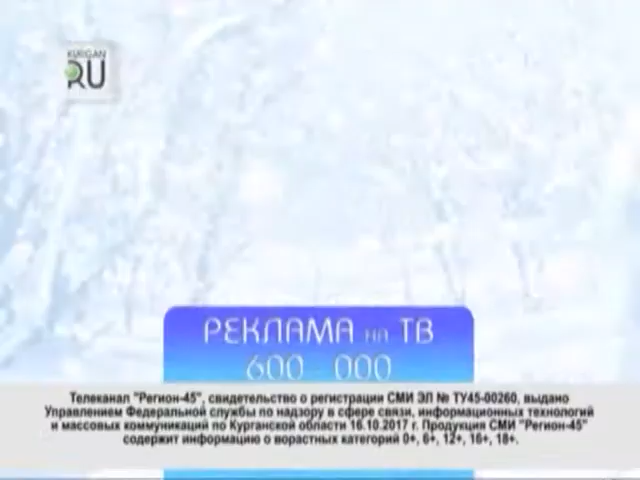 KURGAN
RU
РЕКЛАМА НА ТВ
600 - 000
Телеканал "Регион-45", свидетельство о регистрации СМИ ЭЛ № ТУ45-00260, выдано
Управлением Федеральной службы по надзору в сфере связи, информационных технологий
и массовых коммуникаций по Курганской области 16.10.2017 г. Продукция СМИ "Регион-45"
содержит информацию о ворастных категорий 0+, 6+, 12+, 16+, 18+.